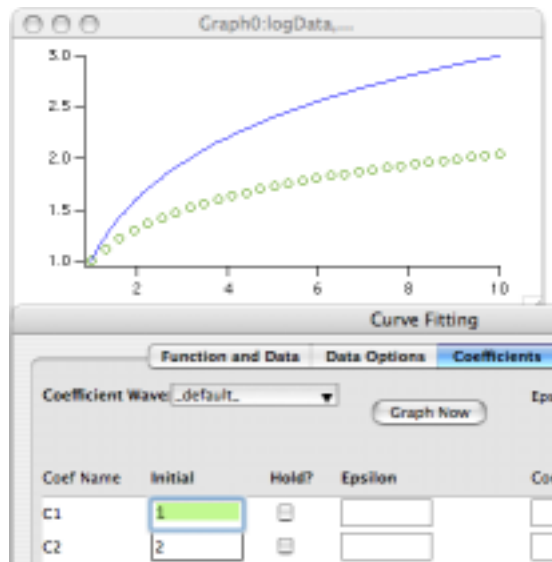 Graph0:logData,...
3.0
2.5
2.0
1.5
1.0
2 4 6 8 10
Curve Fitting
Function and Data Data Options Coefficients
Coefficient Wave: _default_
Graph Now
Eps
Coef Name Initial Hold? Epsilon Co
C1 1
C2 2